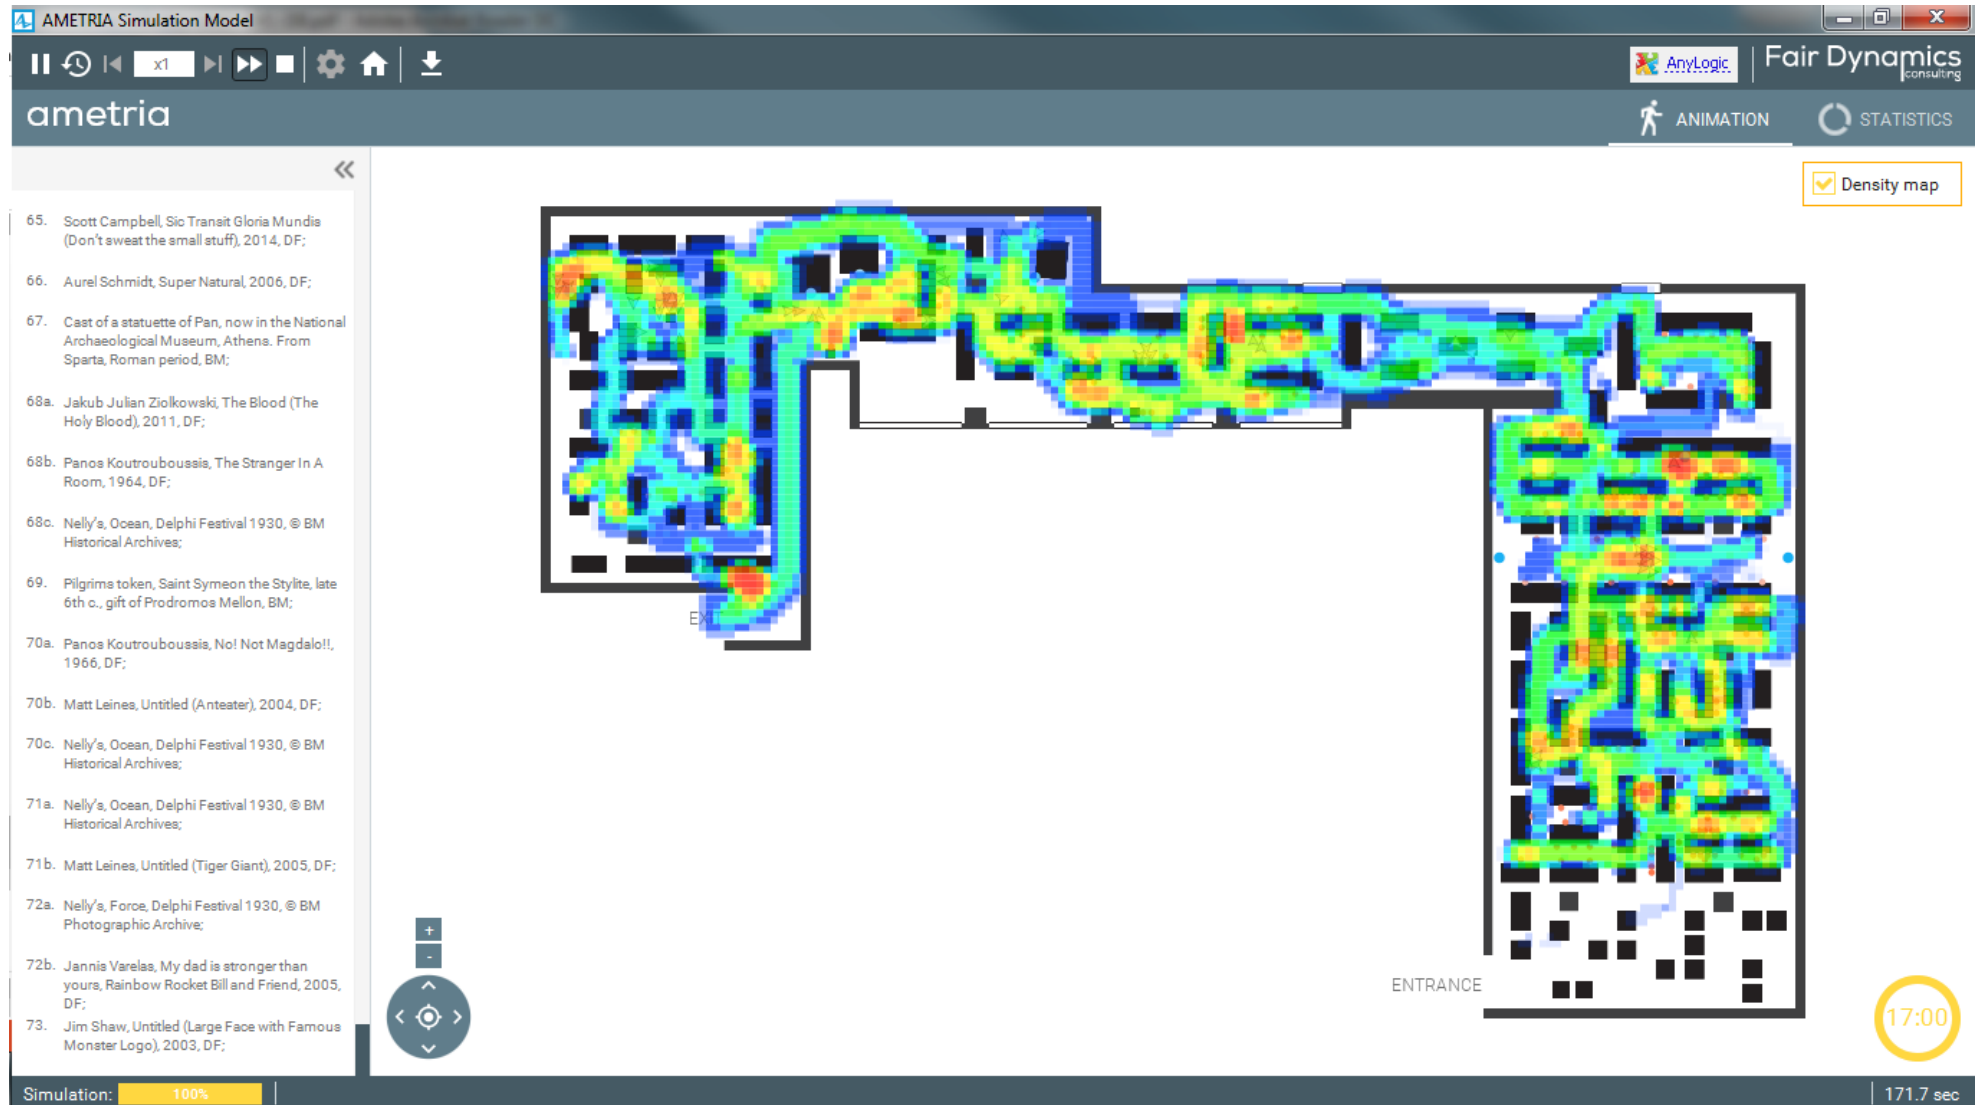 AMETRIA Simulation Model
x1
AnyLogic
Fair Dynamics
consulting
ametria
ANIMATION
STATISTICS
Density map
65. Scott Campbell, Sic Transit Gloria Mundis
(Don't sweat the small stuff), 2014, DF;
66. Aurel Schmidt, Super Natural, 2006, DF;
67. Cast of a statuette of Pan, now in the National
Archaeological Museum, Athens. From
Sparta, Roman period, BM;
68a. Jakub Julian Ziolkowski, The Blood (The
Holy Blood), 2011, DF;
68b. Panos Koutroubousis, The Stranger In A
Room, 1964, DF;
68c. Nelly's, Ocean, Delphi Festival 1930, © BM
Historical Archives;
69. Pilgrims token, Saint Symeon the Stylite, late
6th c., gift of Prodromos Mellon, BM;
70a. Panos Koutroubousis, No! Not Magdalo!!,
1966, DF;
70b. Matt Leines, Untitled (Anteater), 2004, DF;
70c. Nelly's, Ocean, Delphi Festival 1930, © BM
Historical Archives;
71a. Nelly's, Ocean, Delphi Festival 1930, © BM
Historical Archives;
71b. Matt Leines, Untitled (Tiger Giant), 2005, DF;
72a. Nelly's, Force, Delphi Festival 1930, © BM
Photographic Archive;
72b. Jannis Varelas, My dad is stronger than
yours, Rainbow Rocket Bill and Friend, 2005,
DF;
73. Jim Shaw, Untitled (Large Face with Famous
Monster Logo), 2003, DF;
EXIT
ENTRANCE
+
-
17:00
Simulation: 100%
171.7 sec